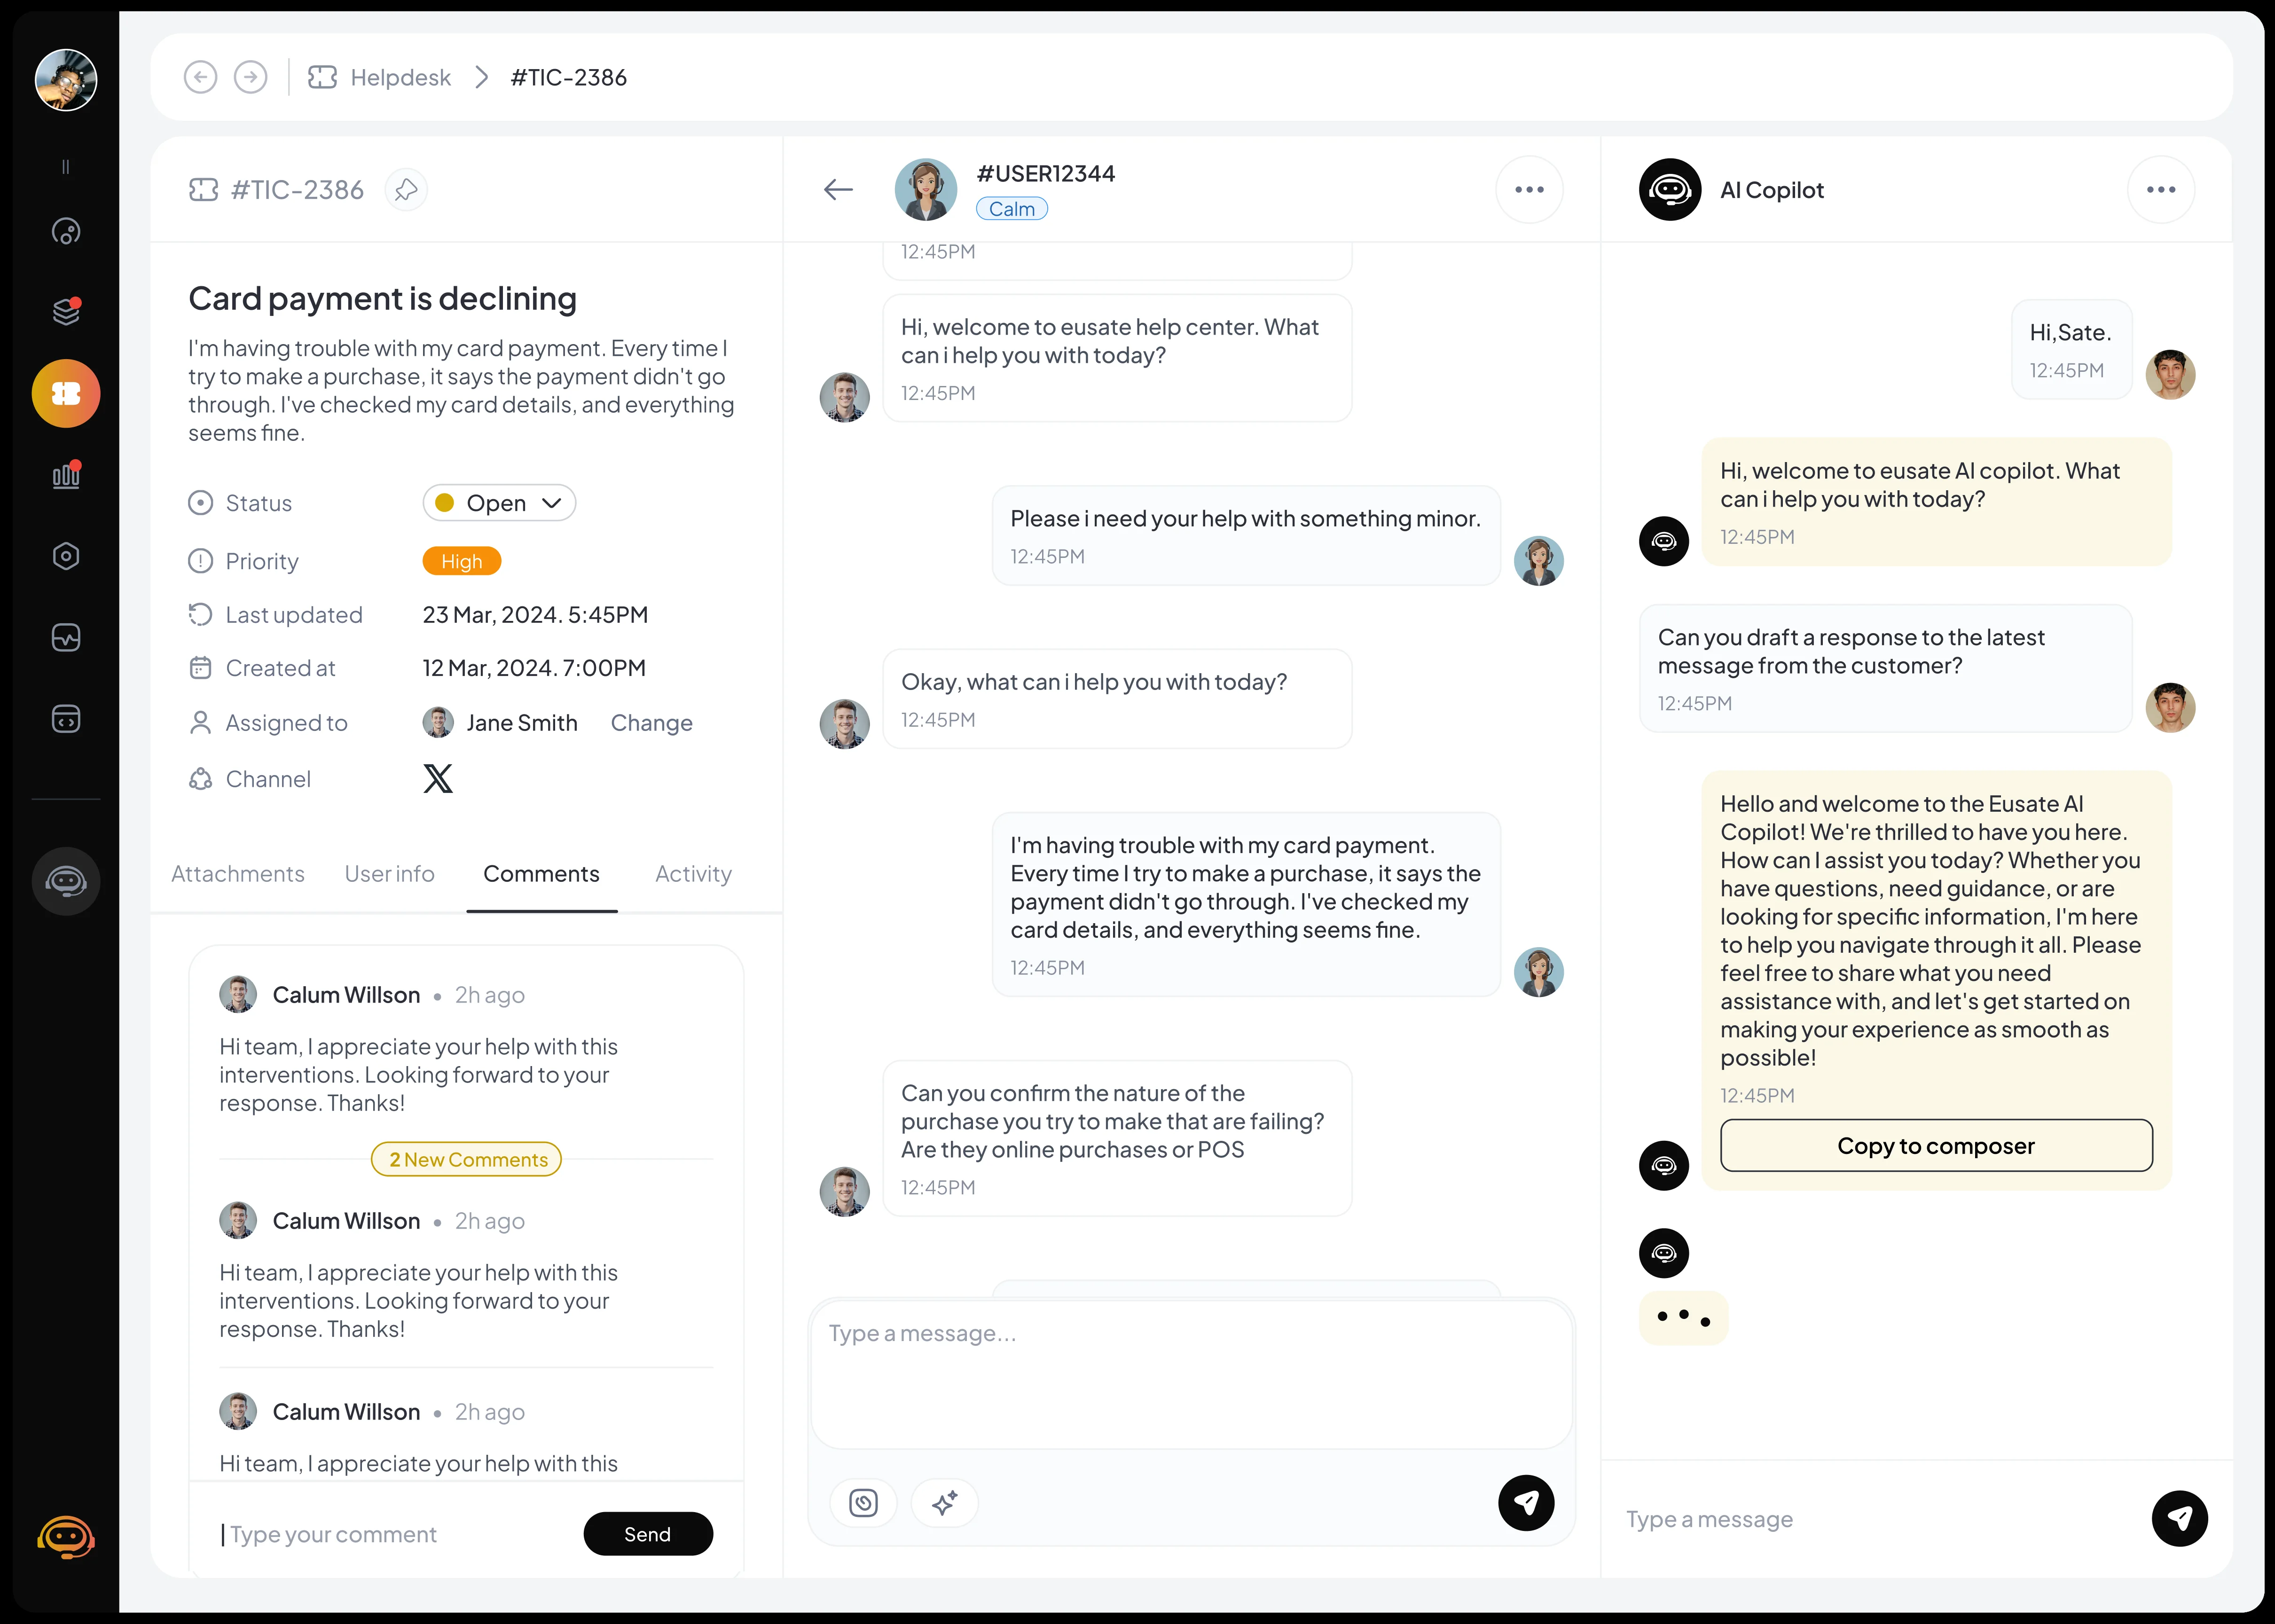 Helpdesk
#TIC-2386
#TIC-2386
Card payment is declining
I'm having trouble with my card payment. Every time I
try to make a purchase, it says the payment didn't go
through. I've checked my card details, and everything
seems fine.
Status
Open
Priority
High
Last updated
23 Mar, 2024. 5:45PM
Created at
12 Mar, 2024. 7:00PM
Assigned to
Jane Smith
Change
Channel
X
Attachments
User info
Comments
Activity
Calum Willson • 2h ago
Hi team, I appreciate your help with this
interventions. Looking forward to your
response. Thanks!
2 New Comments
Calum Willson • 2h ago
Hi team, I appreciate your help with this
interventions. Looking forward to your
response. Thanks!
Calum Willson • 2h ago
Hi team, I appreciate your help with this
Type your comment
Send
#USER12344
Calm
12:45PM
Hi, welcome to eusate help center. What
can i help you with today?
12:45PM
Please i need your help with something minor.
12:45PM
Okay, what can i help you with today?
12:45PM
I'm having trouble with my card payment.
Every time I try to make a purchase, it says the
payment didn't go through. I've checked my
card details, and everything seems fine.
12:45PM
Can you confirm the nature of the
purchase you try to make that are failing?
Are they online purchases or POS
12:45PM
Type a message...
AI Copilot
Hi,Sate.
12:45PM
Hi, welcome to eusate AI copilot. What
can i help you with today?
12:45PM
Can you draft a response to the latest
message from the customer?
12:45PM
Hello and welcome to the Eusate AI
Copilot! We're thrilled to have you here.
How can I assist you today? Whether you
have questions, need guidance, or are
looking for specific information, I'm here
to help you navigate through it all. Please
feel free to share what you need
assistance with, and let's get started on
making your experience as smooth as
possible!
12:45PM
Copy to composer
Type a message